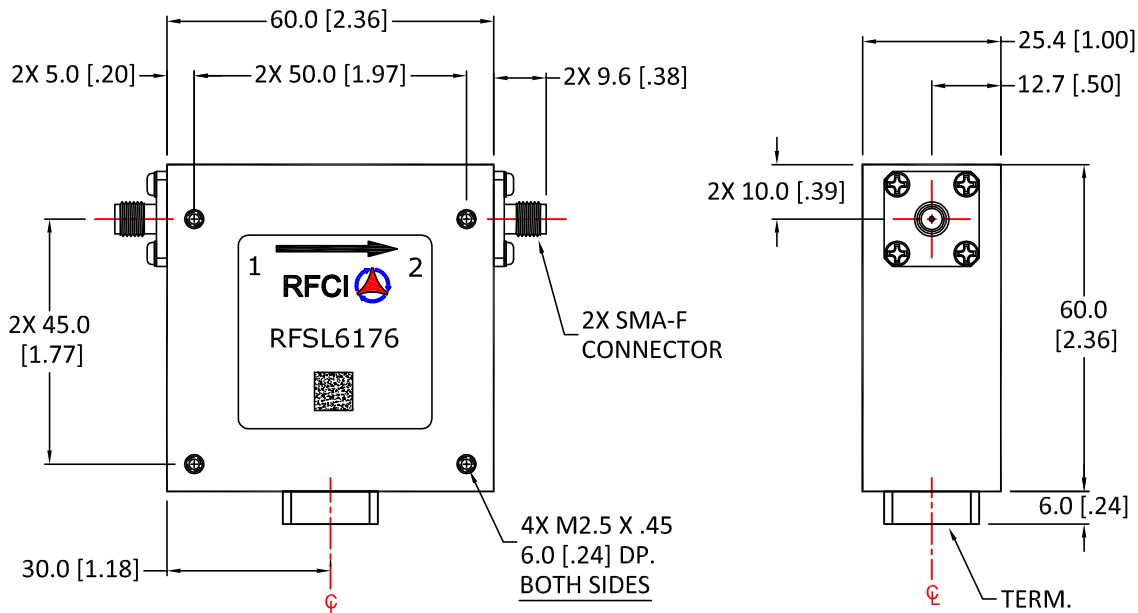 60.0 [2.36]
2X 5.0 [.20]
2X 50.0 [1.97]
2X 9.6 [.38]
25.4 [1.00]
12.7 [.50]
2X 10.0 [.39]
1
2
RFCI
RFSL6176
2X 45.0
[1.77]
2X SMA-F
CONNECTOR
60.0
[2.36]
4X M2.5 X .45
6.0 [.24] DP.
BOTH SIDES
6.0 [.24]
30.0 [1.18]
TERM.
℄
℄